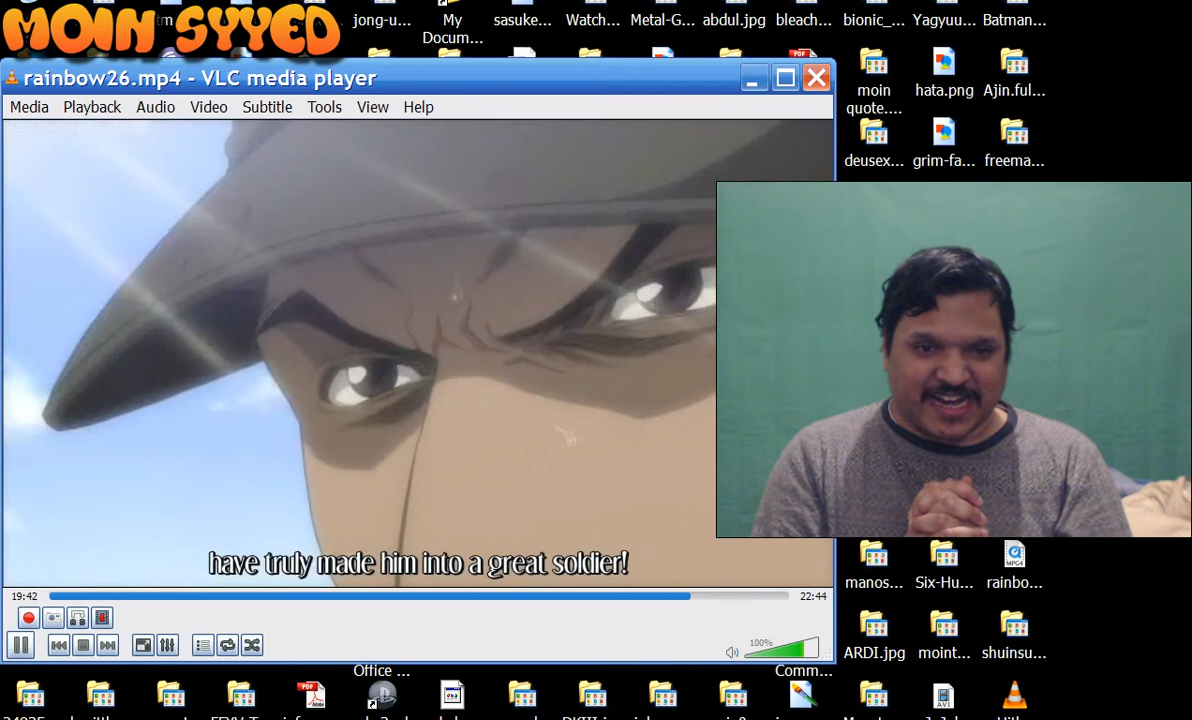 jong-u...
My Docum...
sasuke...
Watch...
Metal-G...
abdul.jpg
bleach...
bionic_...
Yagyuu...
Batman...
MOIN SYYED
rainbow26.mp4 - VLC media player
Media Playback Audio Video Subtitle Tools View Help
moin quote....
hata.png
Ajin.ful...
deusex...
grim-fa...
freema...
have truly made him into a great soldier!
19:42
22:44
100%
manos...
Six-Hu...
rainbo...
MPEG4
ARDI.jpg
moint...
shuinsu...
Office ...
Comm...
PDF
AVI